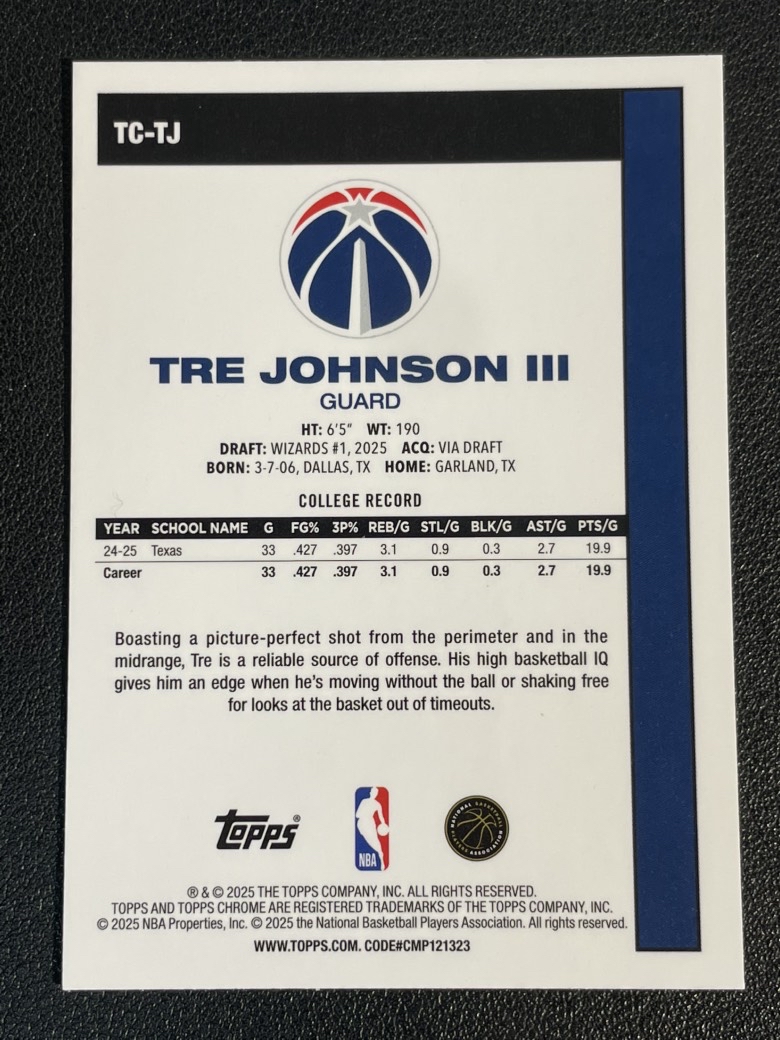 TC-TJ
TRE JOHNSON III
GUARD
HT: 6'5" WT: 190
DRAFT: WIZARDS #1, 2025 ACQ: VIA DRAFT
BORN: 3-7-06, DALLAS, TX HOME: GARLAND, TX
COLLEGE RECORD
YEAR SCHOOL NAME G FG% 3P% REB/G STL/G BLK/G AST/G PTS/G
24-25 Texas 33 .427 .397 3.1 0.9 0.3 2.7 19.9
Career 33 .427 .397 3.1 0.9 0.3 2.7 19.9
Boasting a picture-perfect shot from the perimeter and in the
midrange, Tre is a reliable source of offense. His high basketball IQ
gives him an edge when he's moving without the ball or shaking free
for looks at the basket out of timeouts.
Topps®
NBA
NATIONAL BASKETBALL
PLAYERS ASSOCIATION
® & © 2025 THE TOPPS COMPANY, INC. ALL RIGHTS RESERVED.
TOPPS AND TOPPS CHROME ARE REGISTERED TRADEMARKS OF THE TOPPS COMPANY, INC.
© 2025 NBA Properties, Inc. © 2025 the National Basketball Players Association. All rights reserved.
WWW.TOPPS.COM. CODE#CMP121323